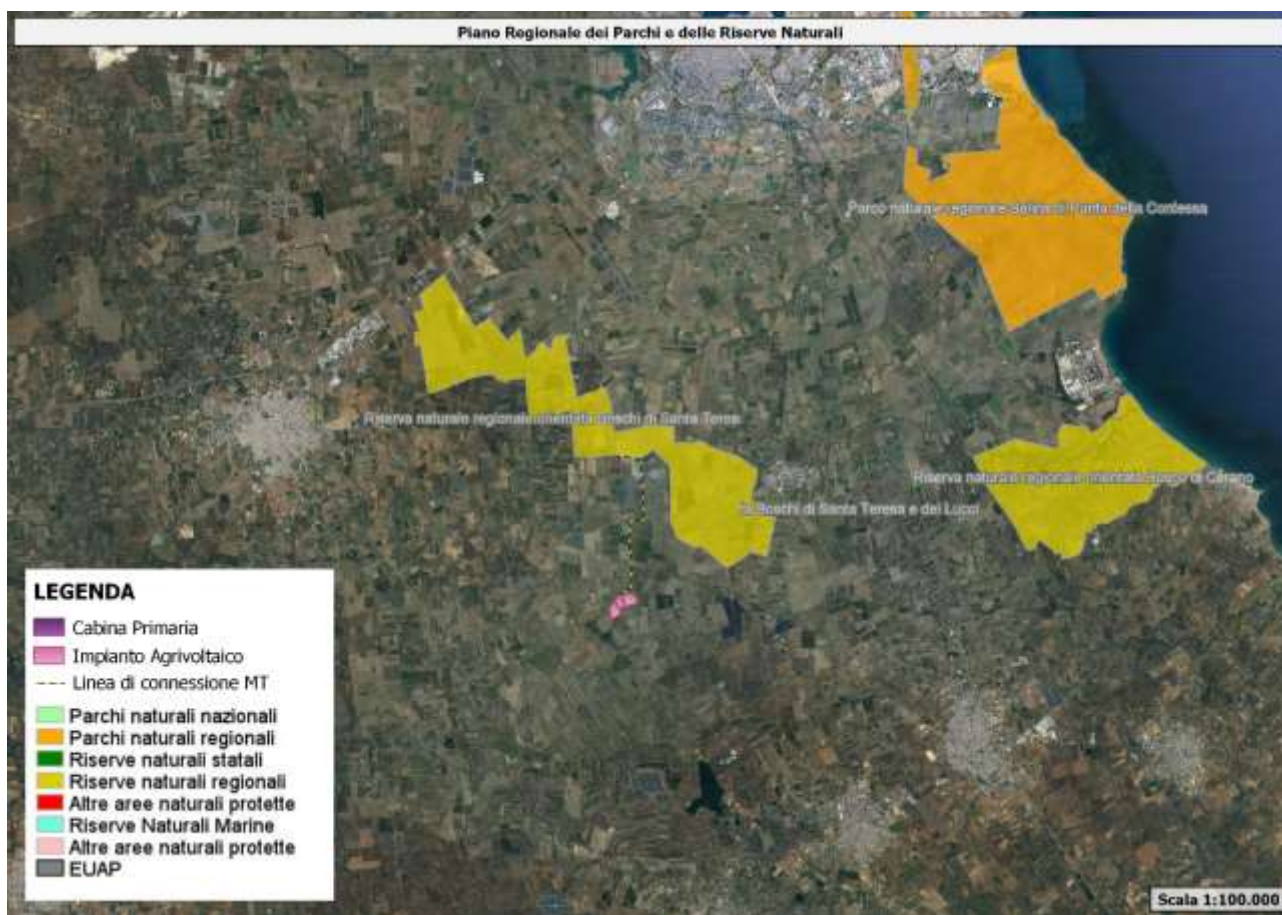 Piano Regionale dei Parchi e delle Riserve Naturali
Parco naturale regionale Saline di Punta della Contessa
Riserva naturale regionale orientata Boschi di Santa Teresa
Riserva naturale regionale orientata Bosco di Cerano
Boschi di Santa Teresa e dei Lucci
LEGENDA
Cabina Primaria
Impianto Agrivoltaico
Linea di connessione MT
Parchi naturali nazionali
Parchi naturali regionali
Riserve naturali statali
Riserve naturali regionali
Altre aree naturali protette
Riserve Naturali Marine
Altre aree naturali protette
EUAP
Scala 1:100.000